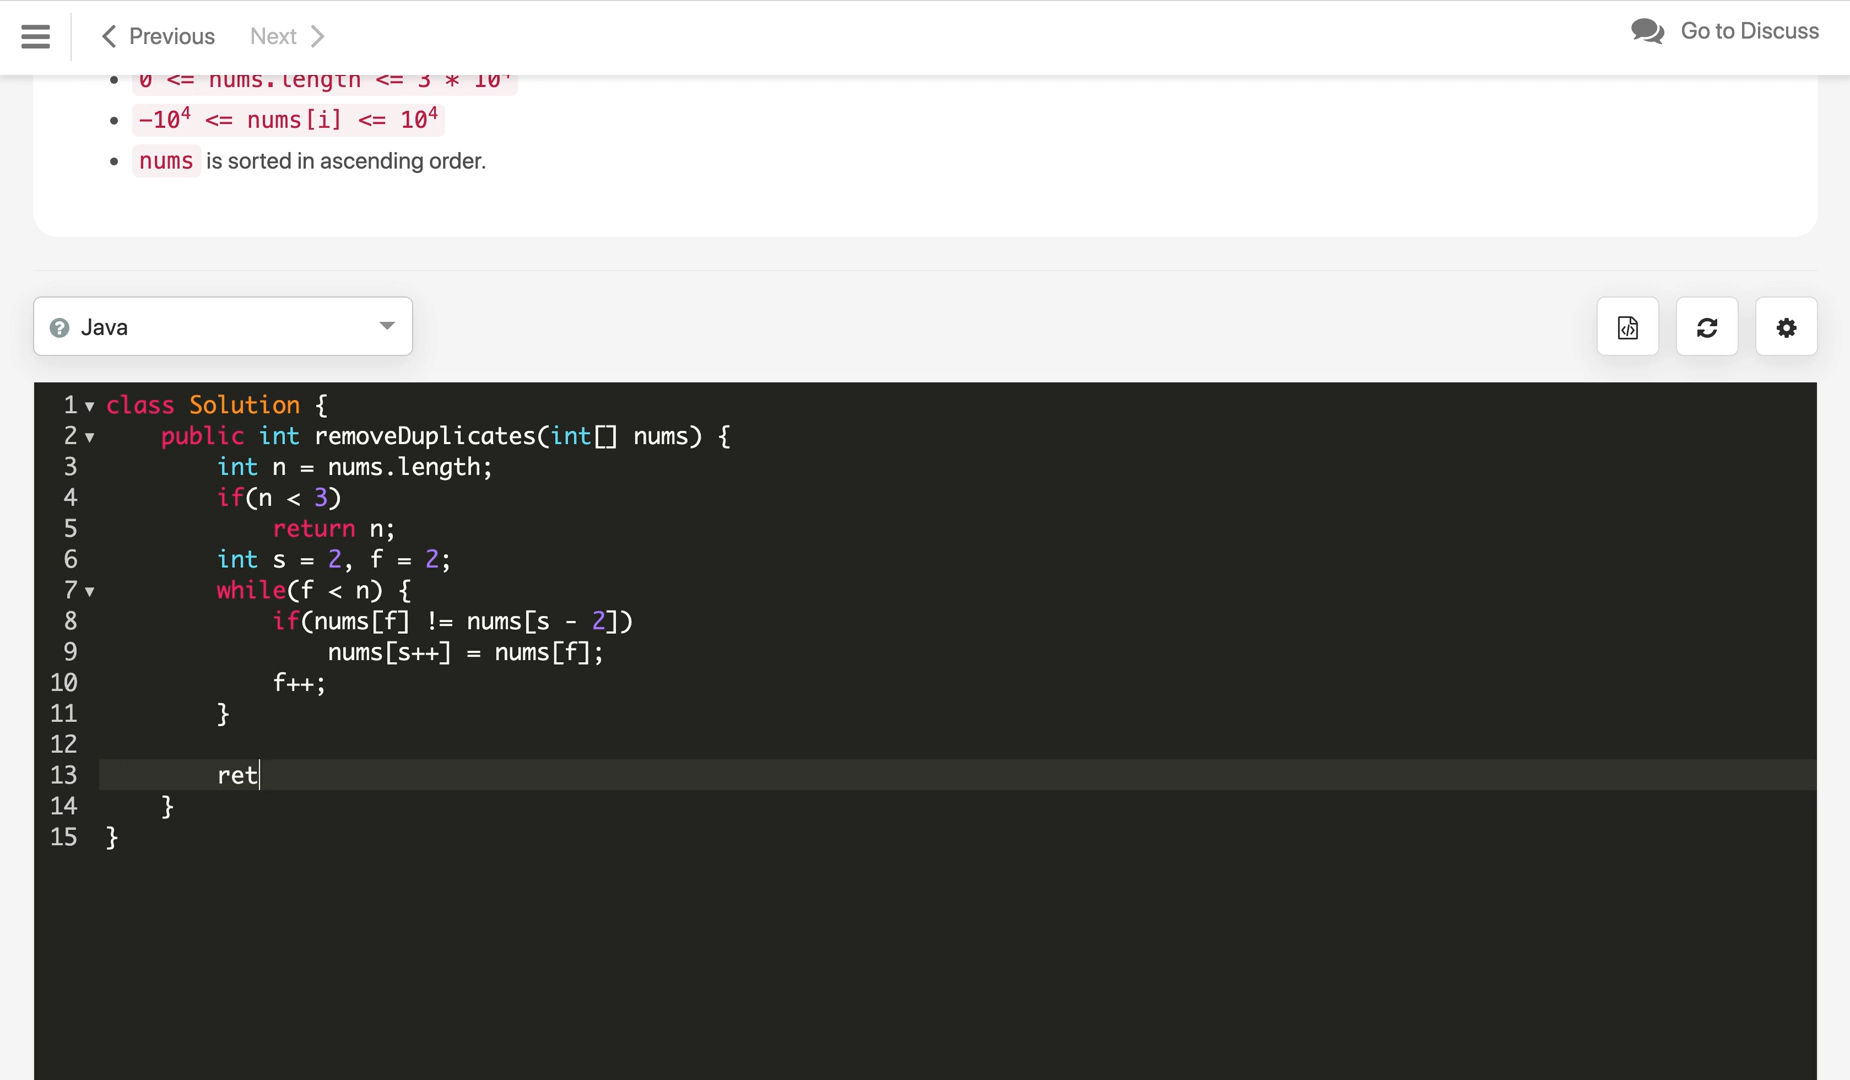 Previous Next Go to Discuss
0 <= nums.length <= 3 * 10⁴
-10⁴ <= nums[i] <= 10⁴
nums is sorted in ascending order.
Java
1 class Solution {
2 public int removeDuplicates(int[] nums) {
3 int n = nums.length;
4 if(n < 3)
5 return n;
6 int s = 2, f = 2;
7 while(f < n) {
8 if(nums[f] != nums[s - 2])
9 nums[s++] = nums[f];
10 f++;
11 }
12
13 ret
14 }
15 }